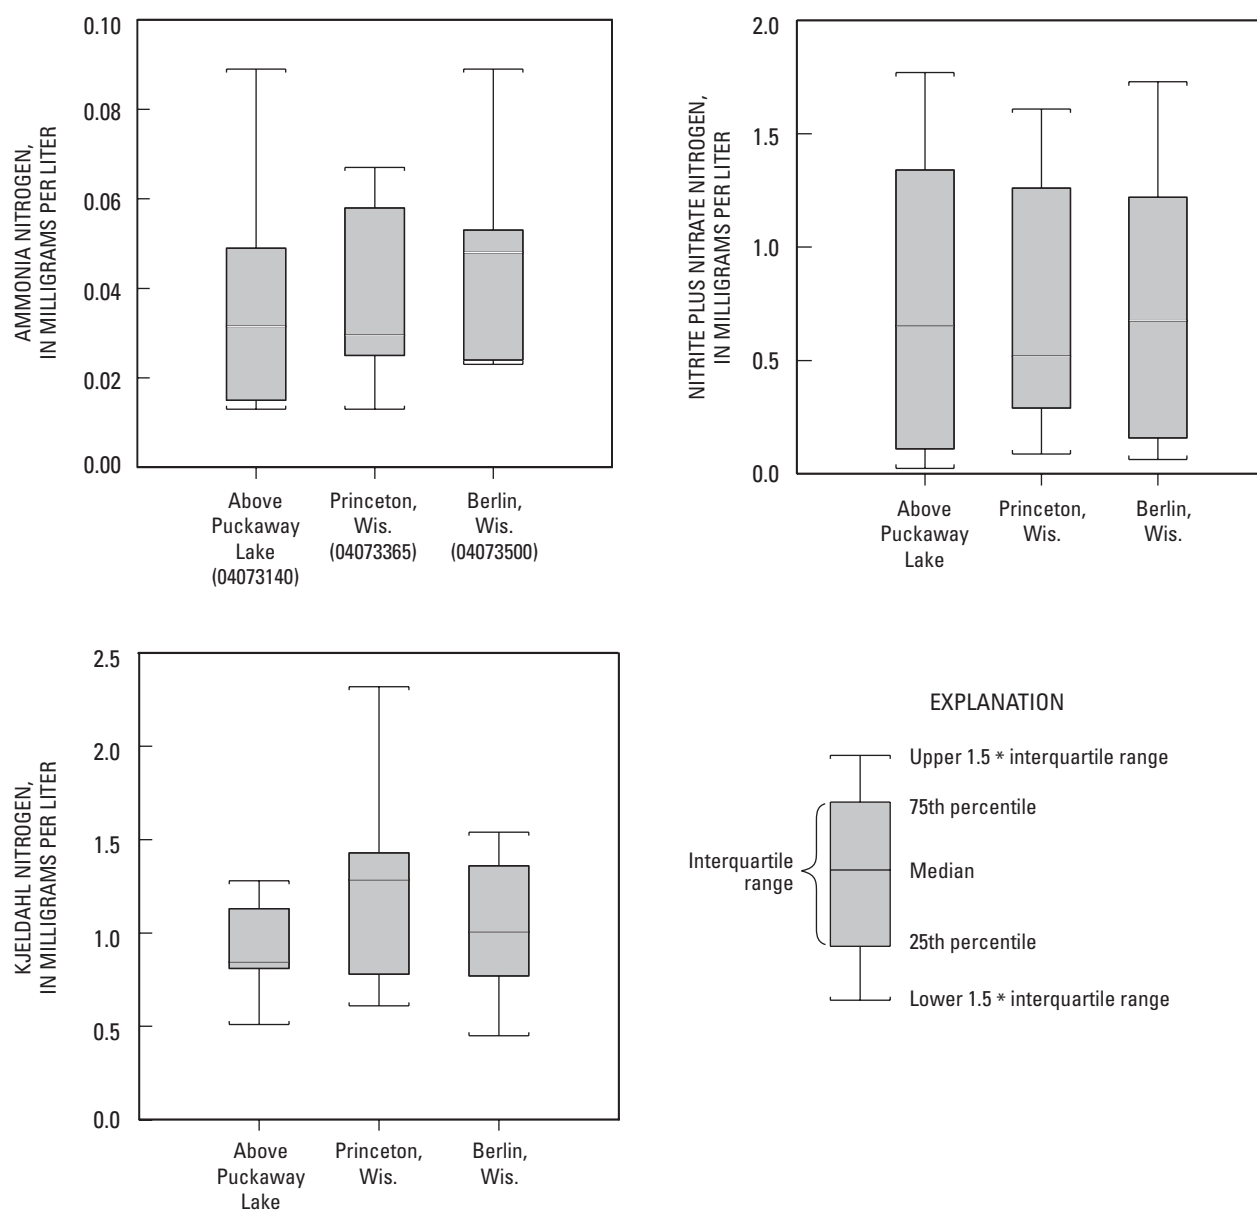 AMMONIA NITROGEN,
IN MILLIGRAMS PER LITER
0.10
0.08
0.06
0.04
0.02
0.00
Above
Puckaway
Lake
(04073140)
Princeton,
Wis.
(04073365)
Berlin,
Wis.
(04073500)
NITRITE PLUS NITRATE NITROGEN,
IN MILLIGRAMS PER LITER
2.0
1.5
1.0
0.5
0.0
Above
Puckaway
Lake
Princeton,
Wis.
Berlin,
Wis.
KJELDAHL NITROGEN,
IN MILLIGRAMS PER LITER
2.5
2.0
1.5
1.0
0.5
0.0
Above
Puckaway
Lake
Princeton,
Wis.
Berlin,
Wis.
EXPLANATION
Upper 1.5 * interquartile range
75th percentile
Interquartile
range
Median
25th percentile
Lower 1.5 * interquartile range